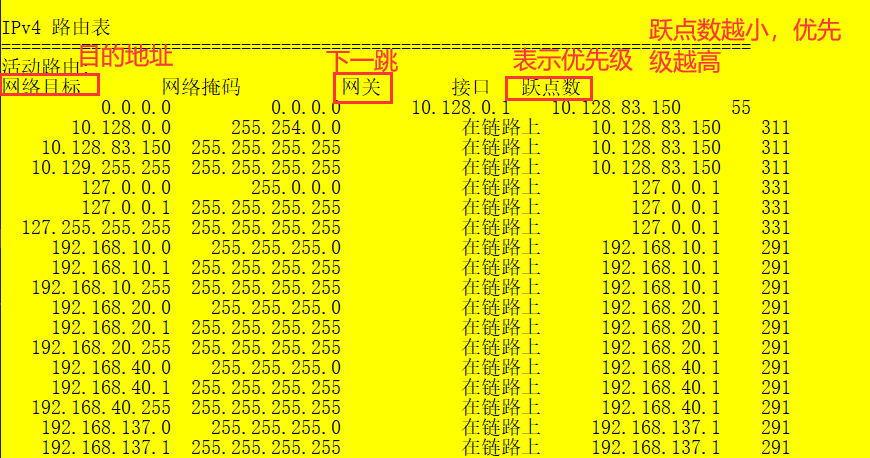 IPv4 路由表
===========================================================================
活动路由:
目的地址
下一跳
表示优先级
跃点数越小，优先
级越高
网络目标 网络掩码 网关 接口 跃点数
0.0.0.0 0.0.0.0 10.128.0.1 10.128.83.150 55
10.128.0.0 255.254.0.0 在链路上 10.128.83.150 311
10.128.83.150 255.255.255.255 在链路上 10.128.83.150 311
10.129.255.255 255.255.255.255 在链路上 10.128.83.150 311
127.0.0.0 255.0.0.0 在链路上 127.0.0.1 331
127.0.0.1 255.255.255.255 在链路上 127.0.0.1 331
127.255.255.255 255.255.255.255 在链路上 127.0.0.1 331
192.168.10.0 255.255.255.0 在链路上 192.168.10.1 291
192.168.10.1 255.255.255.255 在链路上 192.168.10.1 291
192.168.10.255 255.255.255.255 在链路上 192.168.10.1 291
192.168.20.0 255.255.255.0 在链路上 192.168.20.1 291
192.168.20.1 255.255.255.255 在链路上 192.168.20.1 291
192.168.20.255 255.255.255.255 在链路上 192.168.20.1 291
192.168.40.0 255.255.255.0 在链路上 192.168.40.1 291
192.168.40.1 255.255.255.255 在链路上 192.168.40.1 291
192.168.40.255 255.255.255.255 在链路上 192.168.40.1 291
192.168.137.0 255.255.255.0 在链路上 192.168.137.1 291
192.168.137.1 255.255.255.255 在链路上 192.168.137.1 291